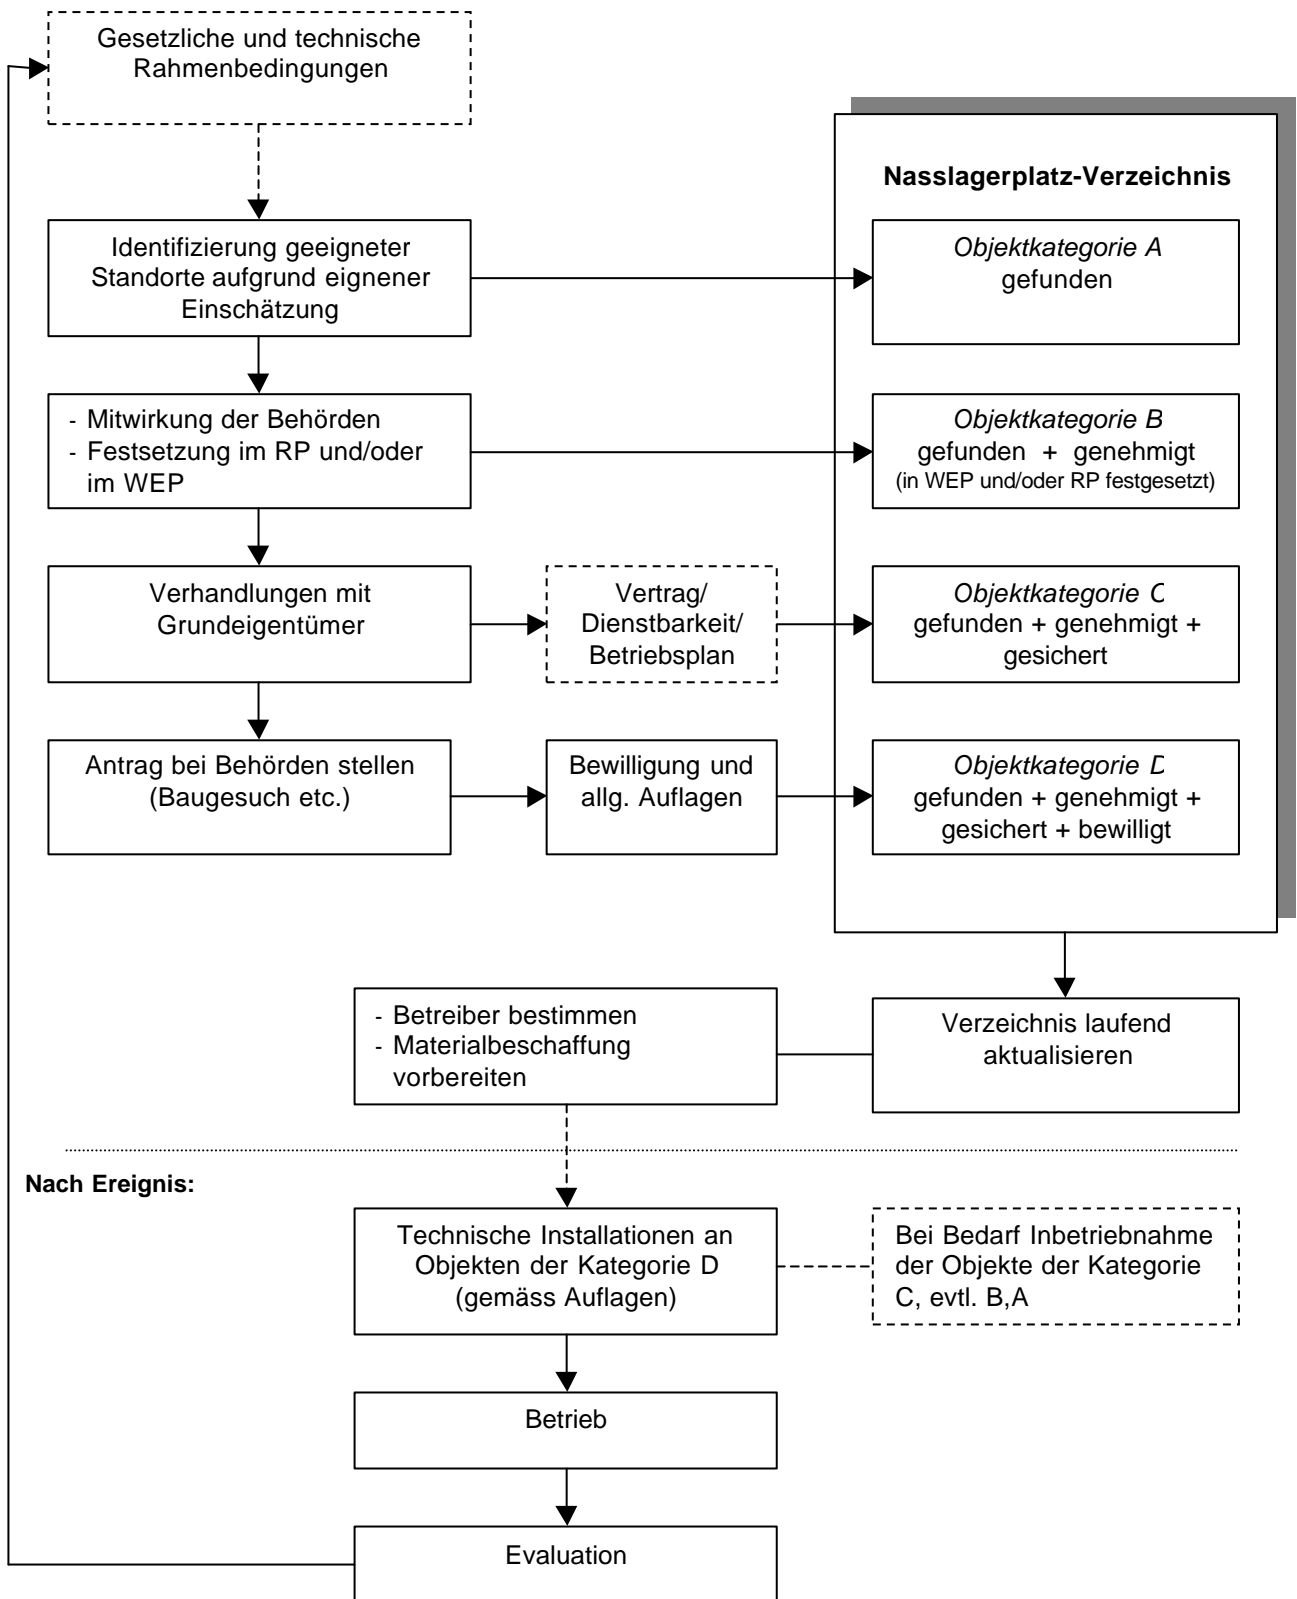 Gesetzliche und technische
Rahmenbedingungen
Nasslagerplatz-Verzeichnis
Identifizierung geeigneter
Standorte aufgrund eignener
Einschätzung
Objektkategorie A
gefunden
- Mitwirkung der Behörden
- Festsetzung im RP und/oder
im WEP
Objektkategorie B
gefunden + genehmigt
(in WEP und/oder RP festgesetzt)
Verhandlungen mit
Grundeigentümer
Vertrag/
Dienstbarkeit/
Betriebsplan
Objektkategorie C
gefunden + genehmigt +
gesichert
Antrag bei Behörden stellen
(Baugesuch etc.)
Bewilligung und
allg. Auflagen
Objektkategorie D
gefunden + genehmigt +
gesichert + bewilligt
- Betreiber bestimmen
- Materialbeschaffung
vorbereiten
Verzeichnis laufend
aktualisieren
Nach Ereignis:
Technische Installationen an
Objekten der Kategorie D
(gemäss Auflagen)
Bei Bedarf Inbetriebnahme
der Objekte der Kategorie
C, evtl. B,A
Betrieb
Evaluation